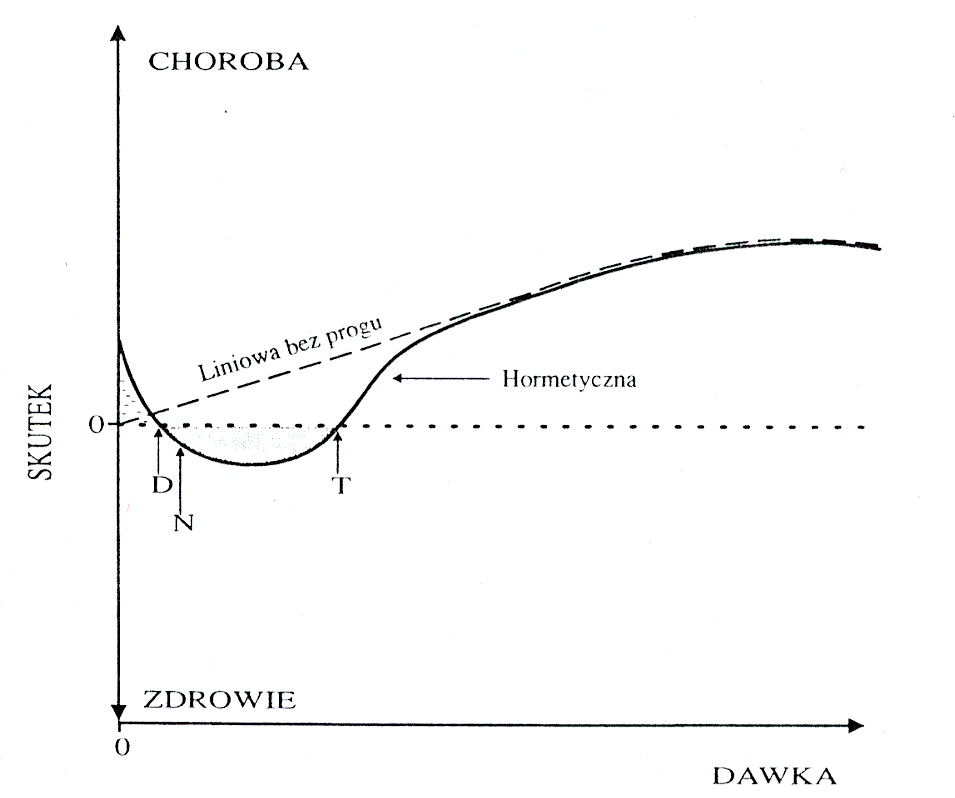 CHOROBA
Liniowa bez progu
Hormetyczna
SKUTEK
0
D
T
N
ZDROWIE
0
DAWKA